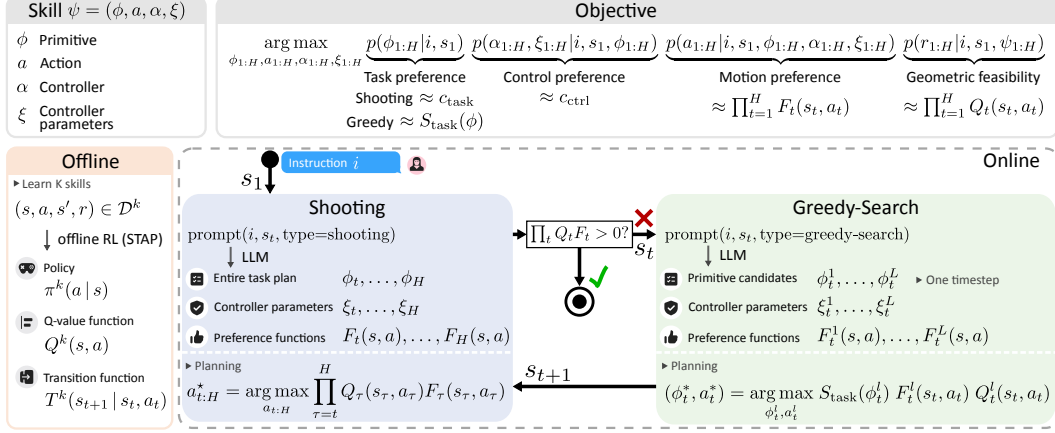 Skill ψ = (ϕ, a, α, ξ)
ϕ Primitive
a Action
α Controller
ξ Controller parameters
Objective
arg max p(ϕ1:H|i, s1) p(α1:H, ξ1:H|i, s1, ϕ1:H) p(a1:H|i, s1, ϕ1:H, α1:H, ξ1:H) p(r1:H|i, s1, ψ1:H)
ϕ1:H, a1:H, α1:H, ξ1:H
Task preference Control preference Motion preference Geometric feasibility
Shooting ≈ ctask ≈ cctrl ≈ ∏Ht=1 Ft(st, at) ≈ ∏Ht=1 Qt(st, at)
Greedy ≈ Stask(ϕ)
Offline
Learn K skills
(s, a, s′, r) ∈ Dk
offline RL (STAP)
Policy
πk(a | s)
Q-value function
Qk(s, a)
Transition function
Tk(st+1 | st, at)
Online
Instruction i
s1
Shooting
prompt(i, st, type=shooting)
LLM
Entire task plan ϕt, . . . , ϕH
Controller parameters ξt, . . . , ξH
Preference functions Ft(s, a), . . . , FH(s, a)
Planning
a⋆t:H = arg max ∏Hτ=t Qτ(sτ, aτ)Fτ(sτ, aτ)
at:H
∏t QtFt > 0?
st
st+1
Greedy-Search
prompt(i, st, type=greedy-search)
LLM
Primitive candidates ϕ1t, . . . , ϕLt One timestep
Controller parameters ξ1t, . . . , ξLt
Preference functions F1t(s, a), . . . , FLt(s, a)
Planning
(ϕ*t, a*t) = arg max Stask(ϕlt) Flt(st, at) Qlt(st, at)
ϕlt, alt